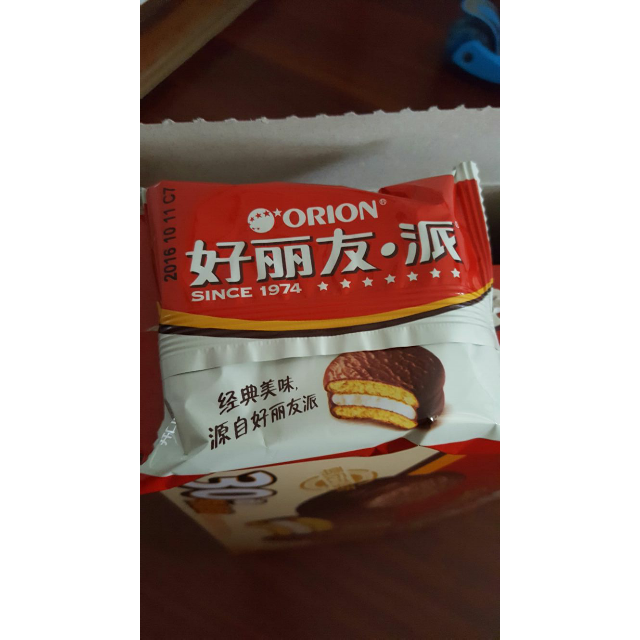 ORION®
好丽友·派
SINCE 1974
2016 10 11 C7
经典美味,
源自好丽友派
30